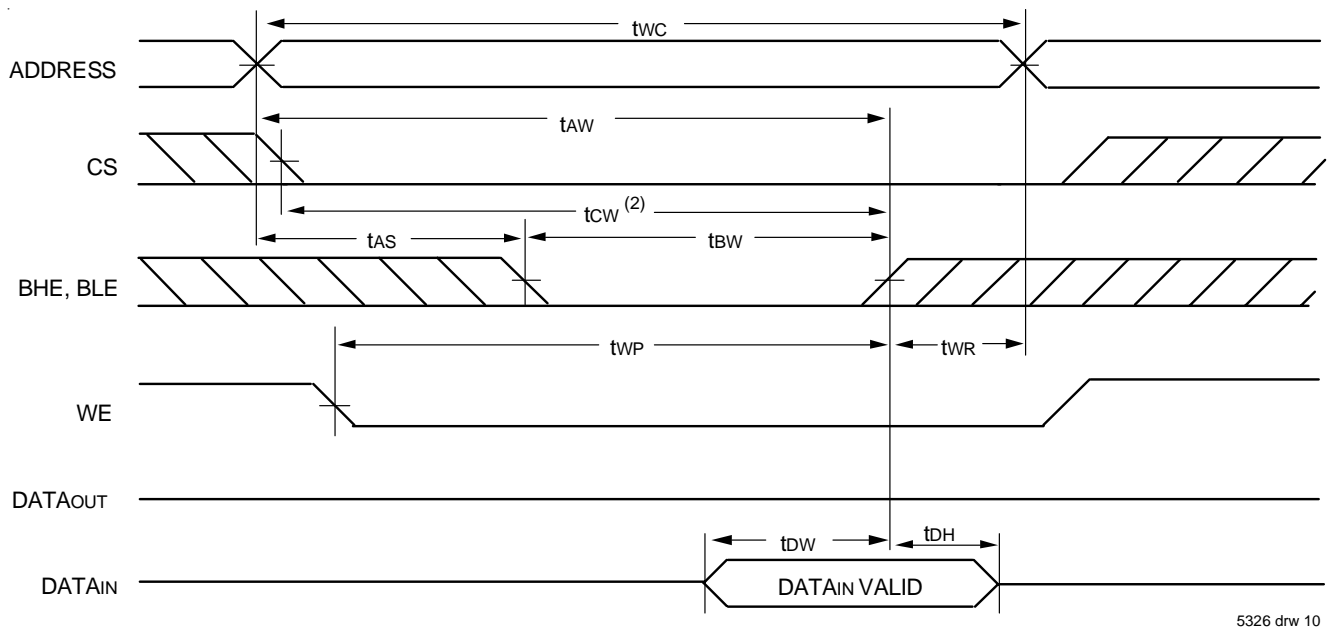 tWC
ADDRESS
tAW
CS
tCW (2)
tAS
tBW
BHE, BLE
tWP
tWR
WE
DATAOUT
tDW
tDH
DATAIN
DATAIN VALID
5326 drw 10